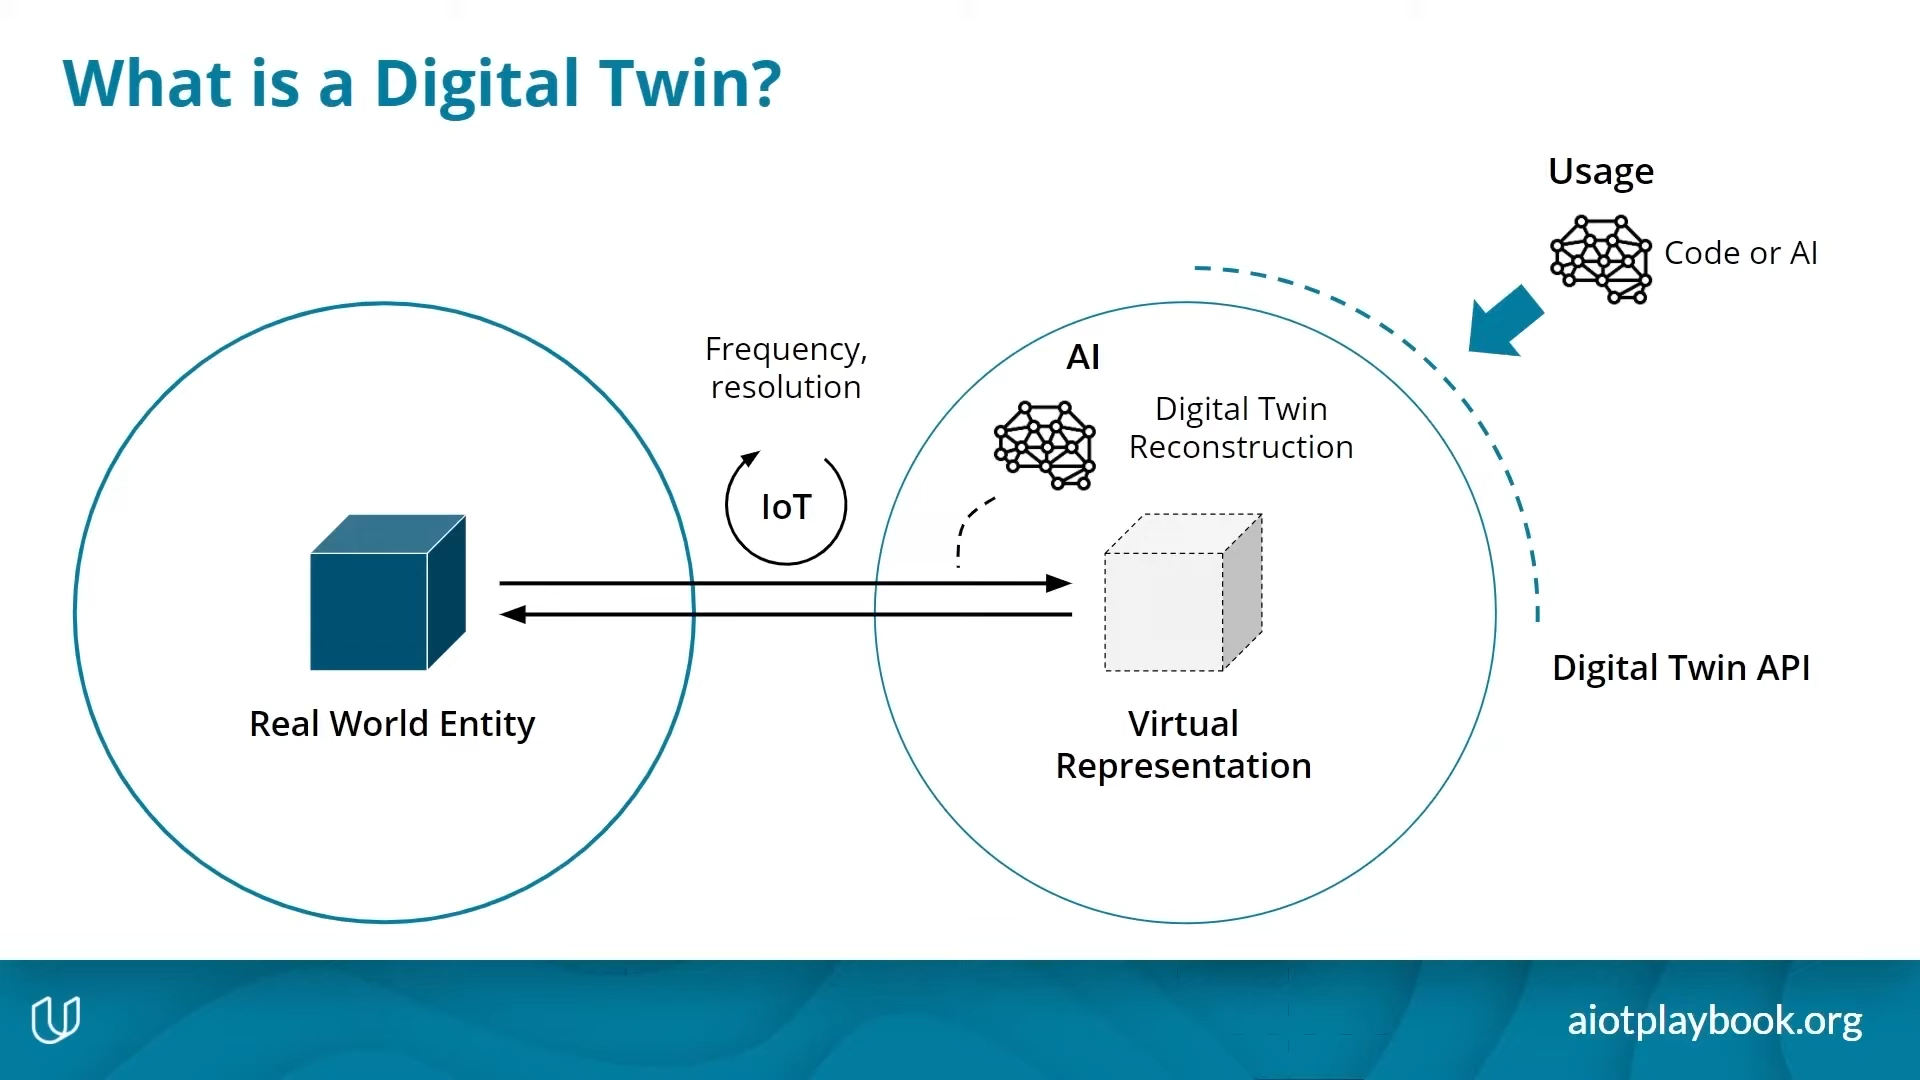 What is a Digital Twin?
Usage
Code or AI
Frequency,
resolution
IoT
AI
Digital Twin
Reconstruction
Real World Entity
Virtual
Representation
Digital Twin API
aiotplaybook.org